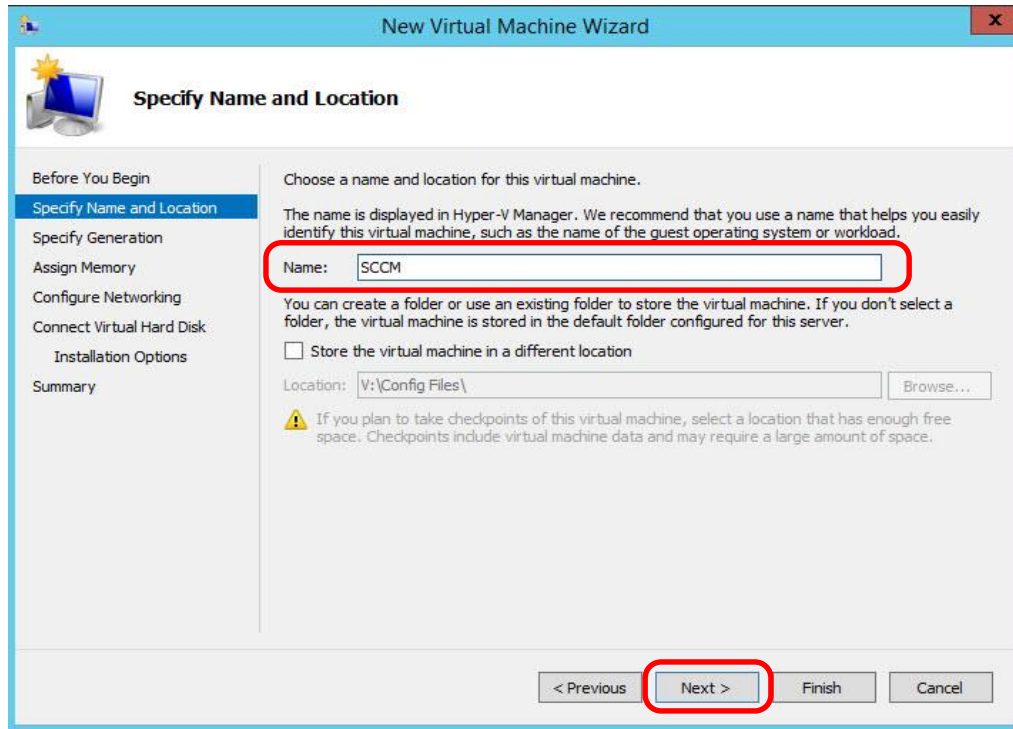 New Virtual Machine Wizard
x
Specify Name and Location
Before You Begin
Specify Name and Location
Specify Generation
Assign Memory
Configure Networking
Connect Virtual Hard Disk
Installation Options
Summary
Choose a name and location for this virtual machine.
The name is displayed in Hyper-V Manager. We recommend that you use a name that helps you easily
identify this virtual machine, such as the name of the guest operating system or workload.
Name: SCCM
You can create a folder or use an existing folder to store the virtual machine. If you don't select a
folder, the virtual machine is stored in the default folder configured for this server.
Store the virtual machine in a different location
Location: V:\Config Files\ Browse...
If you plan to take checkpoints of this virtual machine, select a location that has enough free
space. Checkpoints include virtual machine data and may require a large amount of space.
< Previous Next > Finish Cancel